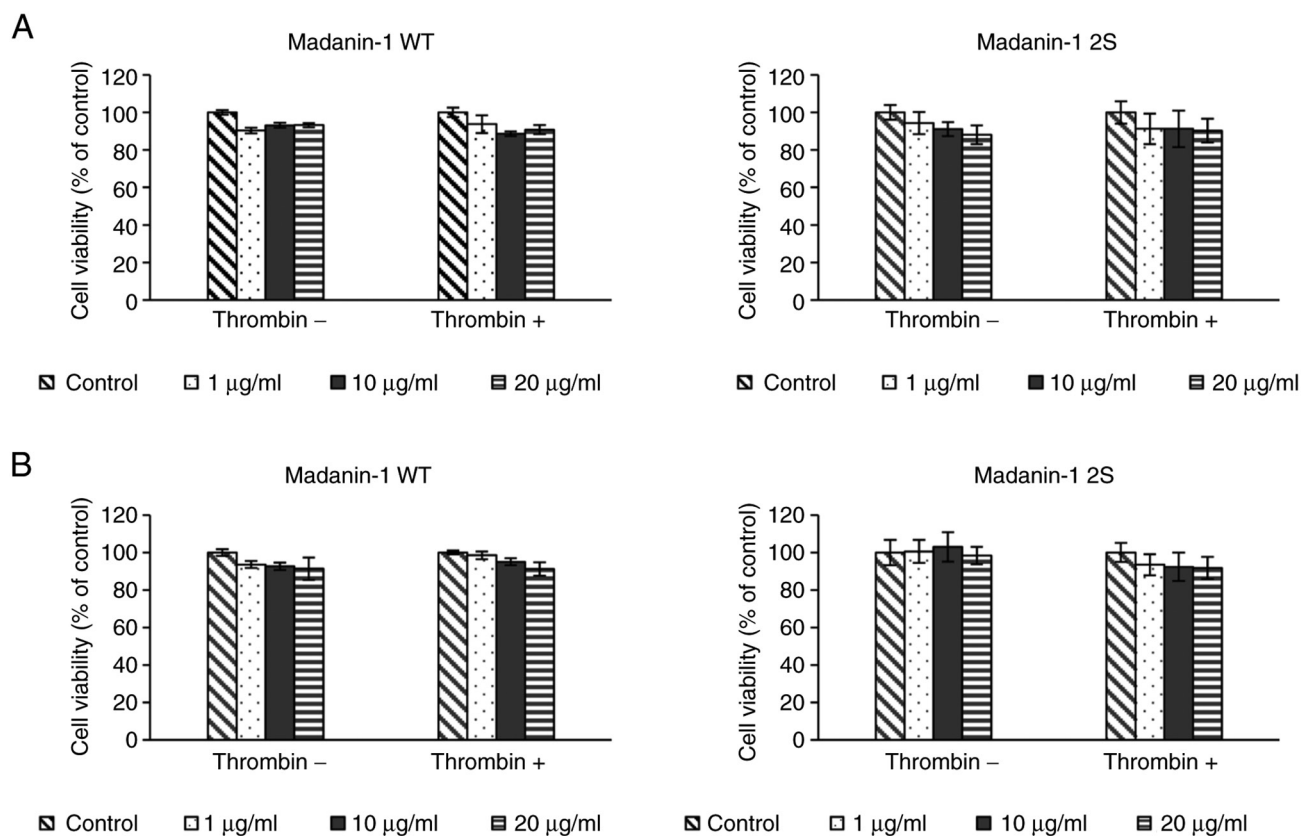 A
Madanin-1 WT
Cell viability (% of control)
120
100
80
60
40
20
0
Thrombin –
Thrombin +
Control
1 µg/ml
10 µg/ml
20 µg/ml
Madanin-1 2S
Cell viability (% of control)
120
100
80
60
40
20
0
Thrombin –
Thrombin +
Control
1 µg/ml
10 µg/ml
20 µg/ml
B
Madanin-1 WT
Cell viability (% of control)
120
100
80
60
40
20
0
Thrombin –
Thrombin +
Control
1 µg/ml
10 µg/ml
20 µg/ml
Madanin-1 2S
Cell viability (% of control)
120
100
80
60
40
20
0
Thrombin –
Thrombin +
Control
1 µg/ml
10 µg/ml
20 µg/ml